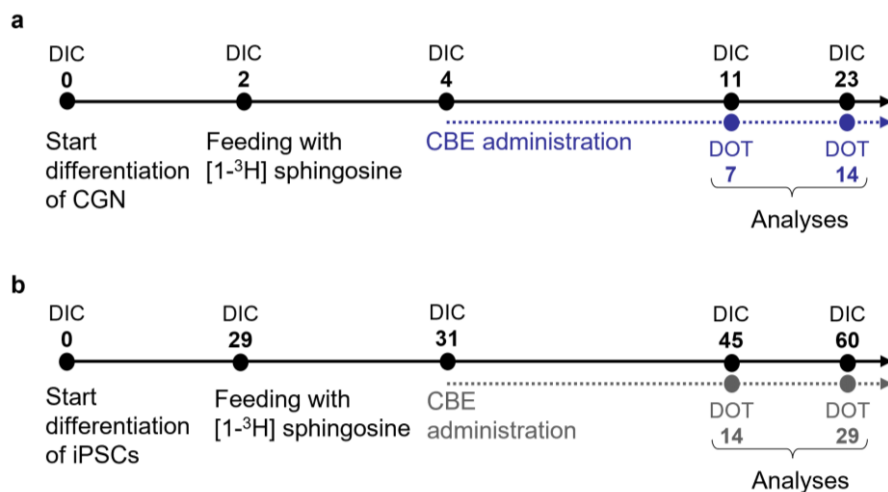 a
DIC DIC DIC DIC DIC
0 2 4 11 23
Start
differentiation
of CGN
Feeding with
[1-³H] sphingosine
CBE administration
DOT DOT
7 14
Analyses
b
DIC DIC DIC DIC DIC
0 29 31 45 60
Start
differentiation
of iPSCs
Feeding with
[1-³H] sphingosine
CBE
administration
DOT DOT
14 29
Analyses